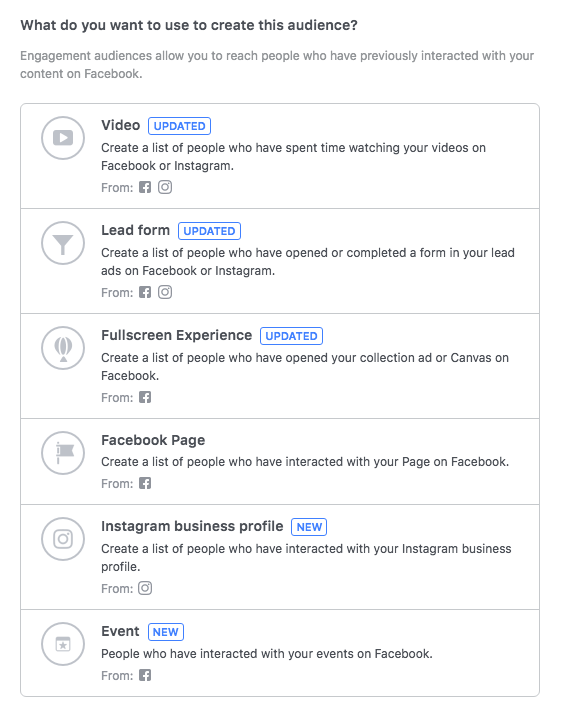 What do you want to use to create this audience?
Engagement audiences allow you to reach people who have previously interacted with your
content on Facebook.
Video UPDATED
Create a list of people who have spent time watching your videos on
Facebook or Instagram.
From:
Lead form UPDATED
Create a list of people who have opened or completed a form in your lead
ads on Facebook or Instagram.
From:
Fullscreen Experience UPDATED
Create a list of people who have opened your collection ad or Canvas on
Facebook.
From:
Facebook Page
Create a list of people who have interacted with your Page on Facebook.
From:
Instagram business profile NEW
Create a list of people who have interacted with your Instagram business
profile.
From:
Event NEW
People who have interacted with your events on Facebook.
From: